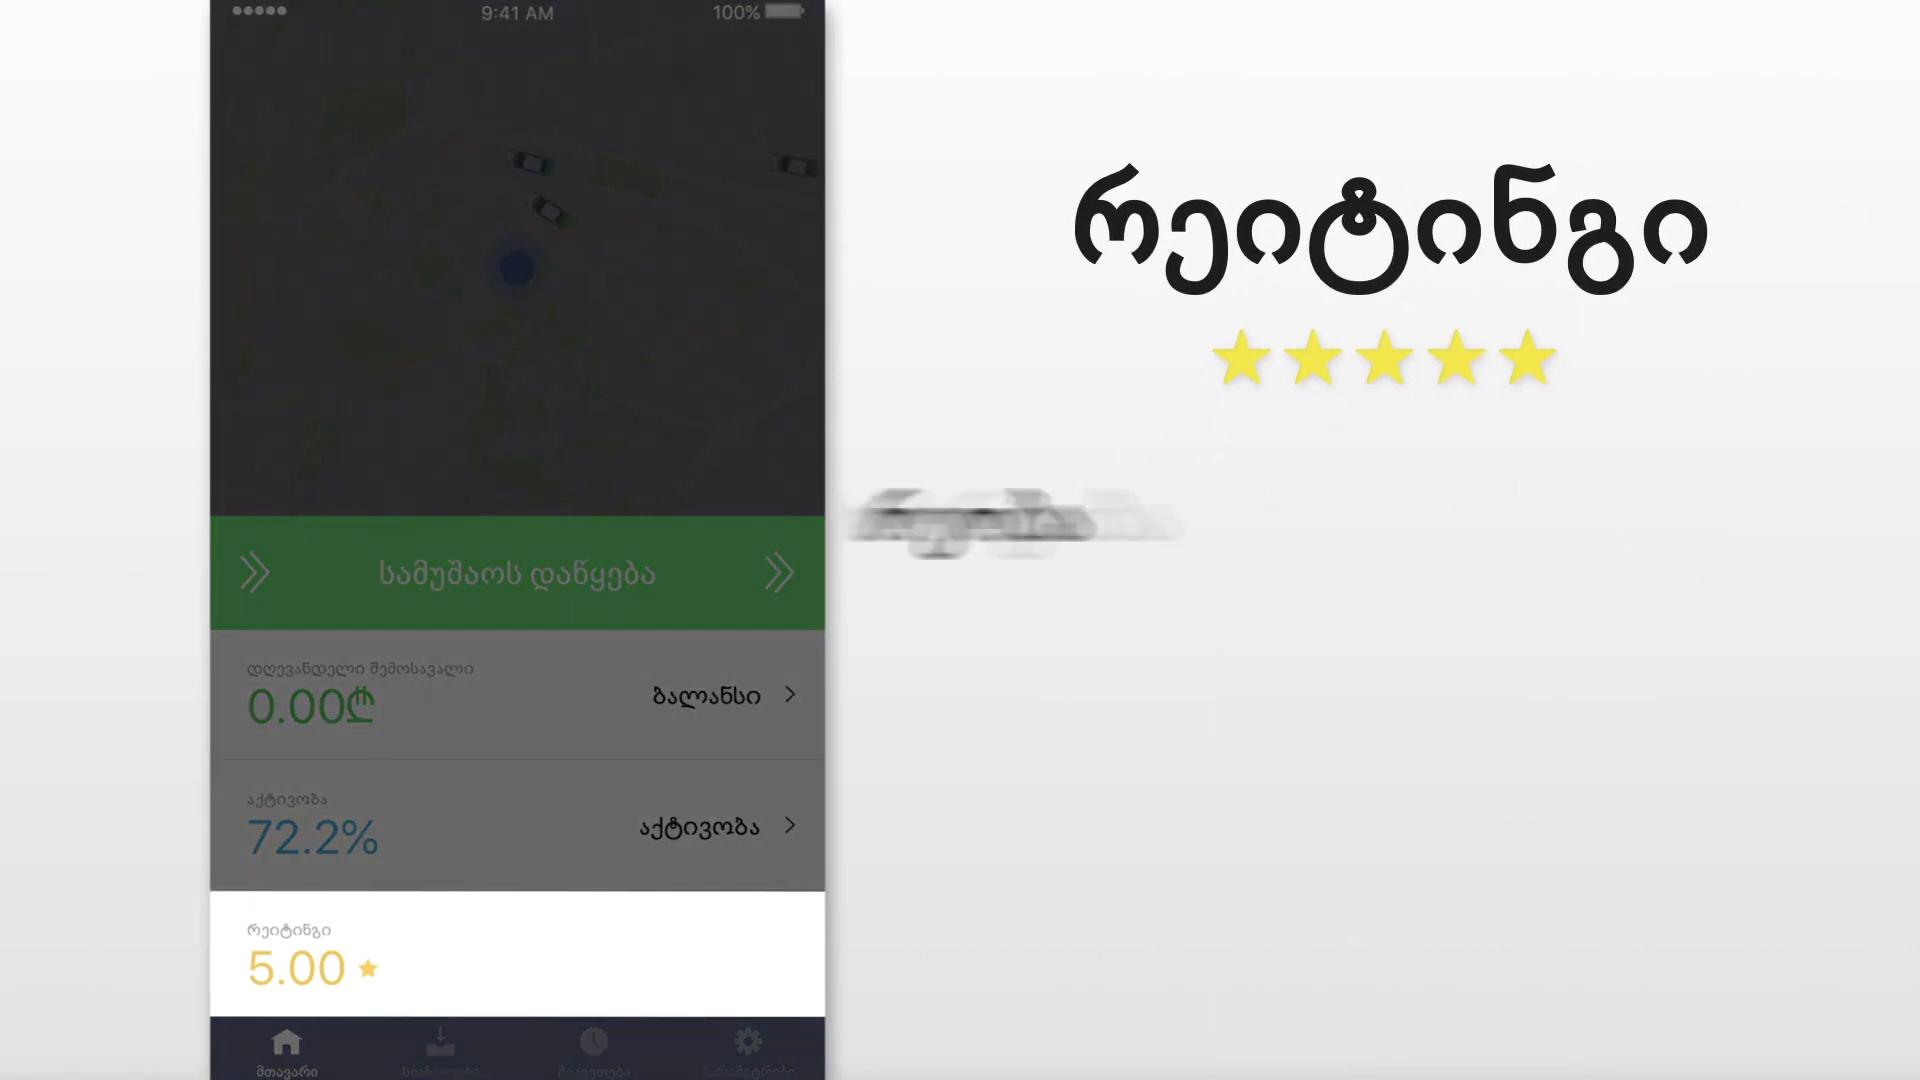 9:41 AM
100%
სამუშაოს დაწყება
დღევანდელი შემოსავალი
0.00₾
ბალანსი
აქტივობა
72.2%
აქტივობა
რეიტინგი
5.00
მთავარი
პარამეტრები
რეიტინგი